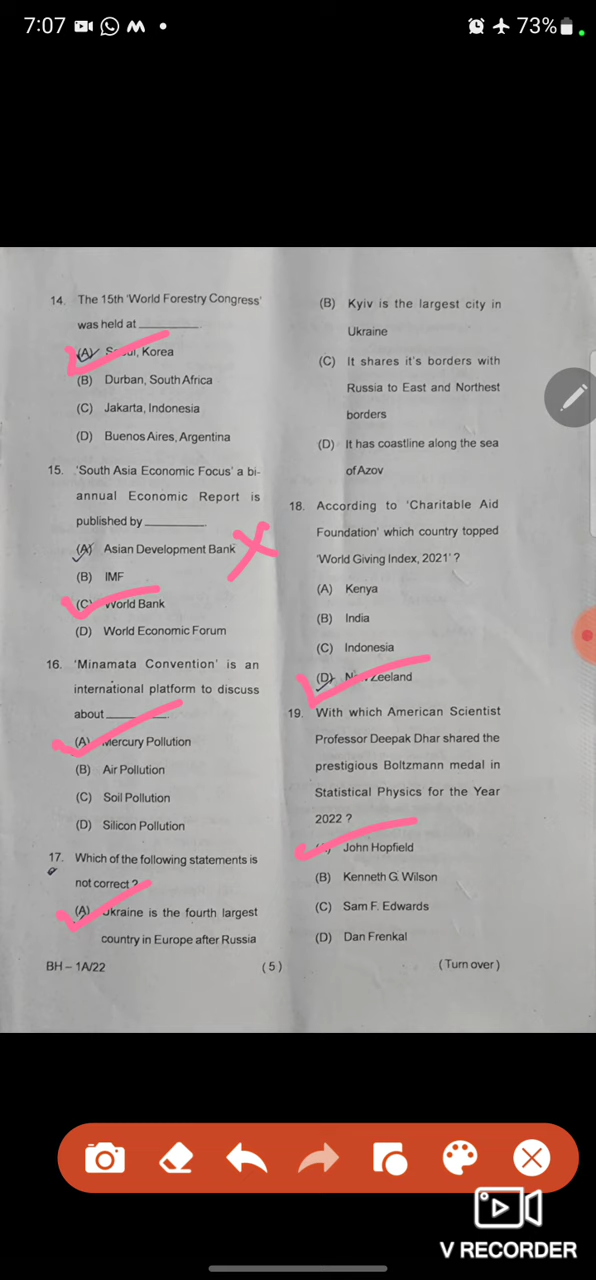 7:07
73%
14. The 15th 'World Forestry Congress'
was held at ________.
(A) Seoul, Korea
(B) Durban, South Africa
(C) Jakarta, Indonesia
(D) Buenos Aires, Argentina
15. 'South Asia Economic Focus' a bi-
annual Economic Report is
published by ________.
(A) Asian Development Bank
(B) IMF
(C) World Bank
(D) World Economic Forum
16. 'Minamata Convention' is an
international platform to discuss
about ________.
(A) Mercury Pollution
(B) Air Pollution
(C) Soil Pollution
(D) Silicon Pollution
17. Which of the following statements is
not correct ?
(A) Ukraine is the fourth largest
country in Europe after Russia
BH – 1A/22
(B) Kyiv is the largest city in
Ukraine
(C) It shares it's borders with
Russia to East and Northest
borders
(D) It has coastline along the sea
of Azov
18. According to 'Charitable Aid
Foundation' which country topped
'World Giving Index, 2021' ?
(A) Kenya
(B) India
(C) Indonesia
(D) New Zeeland
19. With which American Scientist
Professor Deepak Dhar shared the
prestigious Boltzmann medal in
Statistical Physics for the Year
2022 ?
John Hopfield
(B) Kenneth G. Wilson
(C) Sam F. Edwards
(D) Dan Frenkal
(5)
(Turn over)
V RECORDER